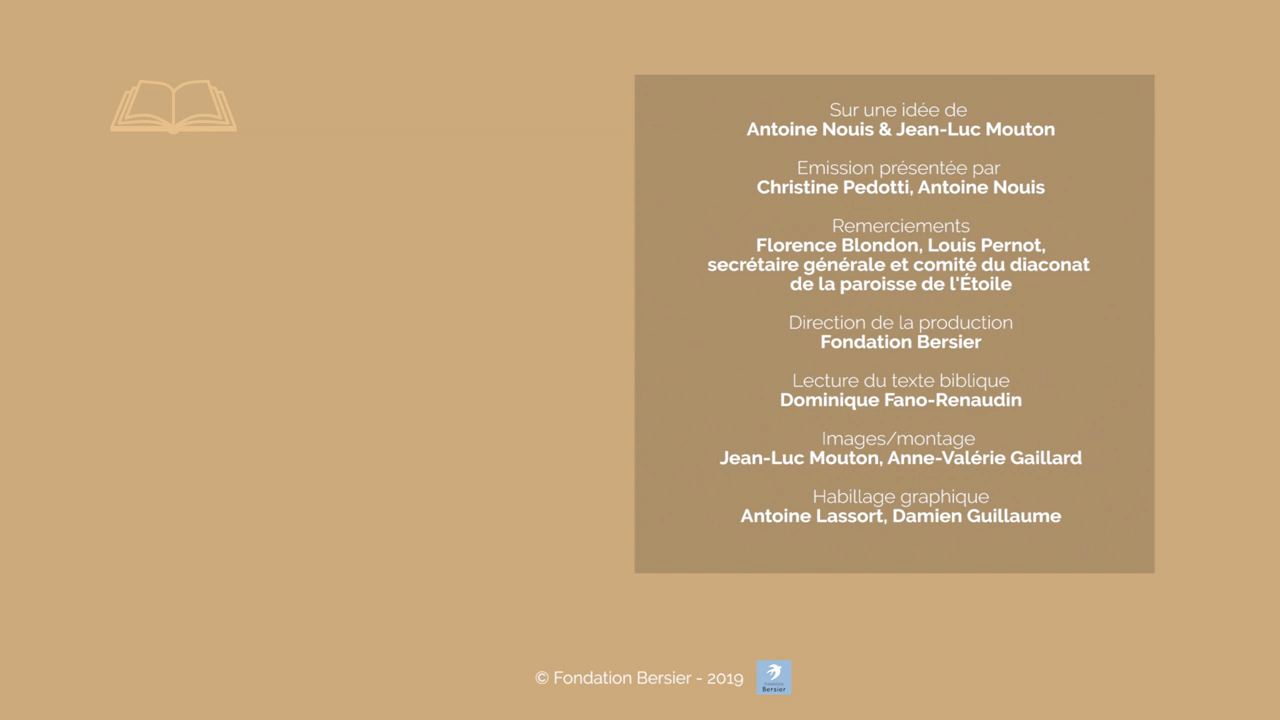 Sur une idée de
Antoine Nouis & Jean-Luc Mouton
Emission présentée par
Christine Pedotti, Antoine Nouis
Remerciements
Florence Blondon, Louis Pernot,
secrétaire générale et comité du diaconat
de la paroisse de l'Étoile
Direction de la production
Fondation Bersier
Lecture du texte biblique
Dominique Fano-Renaudin
Images/montage
Jean-Luc Mouton, Anne-Valérie Gaillard
Habillage graphique
Antoine Lassort, Damien Guillaume
© Fondation Bersier - 2019
Bersier